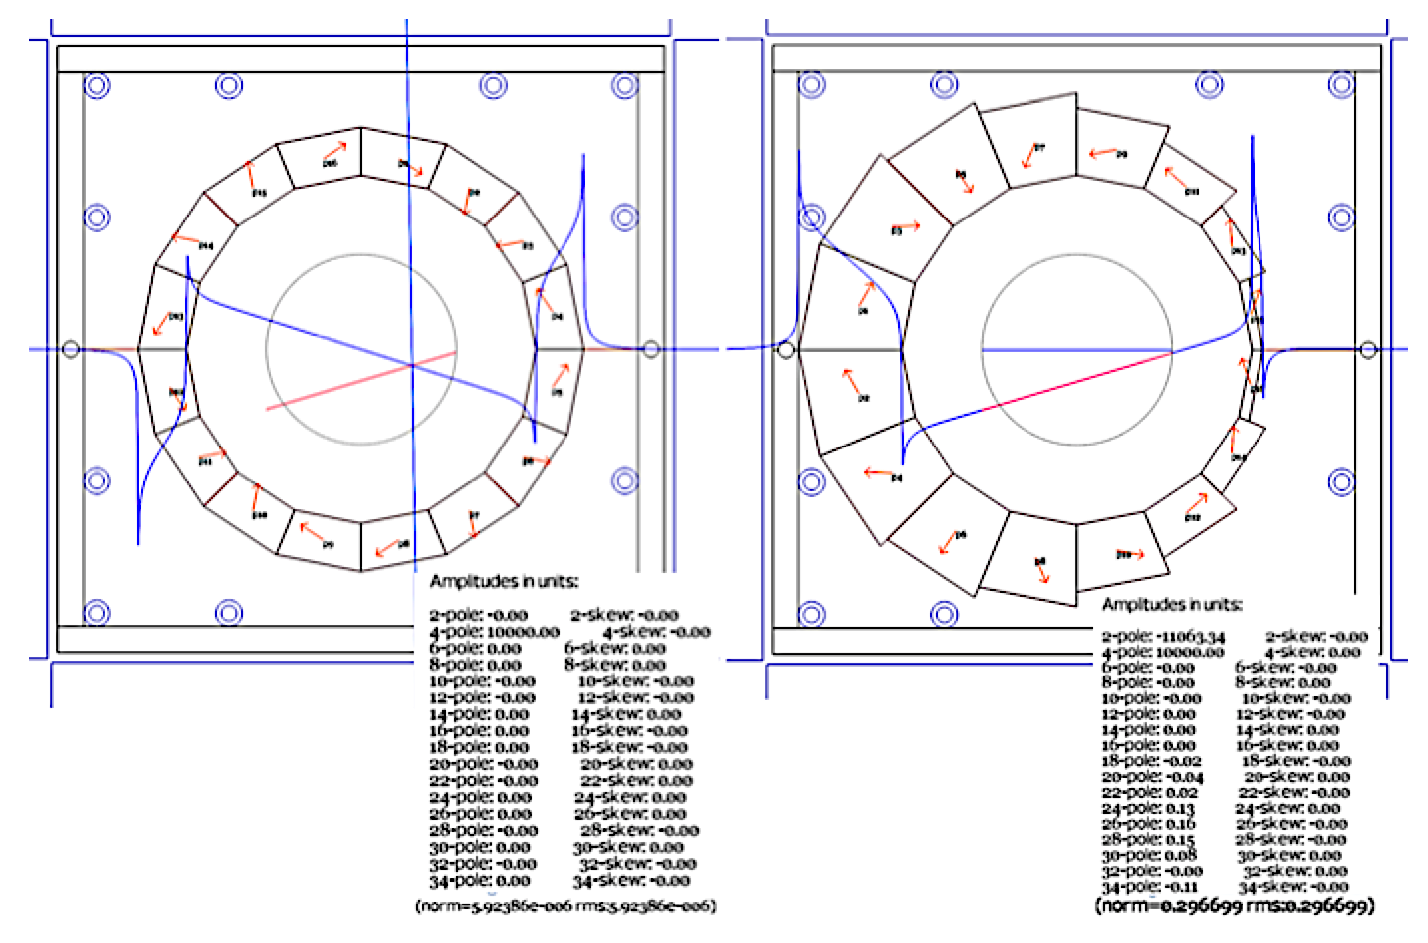 Amplitudes in units:
2-pole: -0.00 2-skew: -0.00
4-pole: 10000.00 4-skew: -0.00
6-pole: 0.00 6-skew: 0.00
8-pole: 0.00 8-skew: 0.00
10-pole: -0.00 10-skew: -0.00
12-pole: -0.00 12-skew: -0.00
14-pole: 0.00 14-skew: 0.00
16-pole: 0.00 16-skew: -0.00
18-pole: 0.00 18-skew: -0.00
20-pole: -0.00 20-skew: -0.00
22-pole: -0.00 22-skew: -0.00
24-pole: 0.00 24-skew: 0.00
26-pole: 0.00 26-skew: 0.00
28-pole: -0.00 28-skew: -0.00
30-pole: 0.00 30-skew: 0.00
32-pole: -0.00 32-skew: -0.00
34-pole: 0.00 34-skew: -0.00
(norm=5.92386e-006 rms:5.92386e-006)
Amplitudes in units:
2-pole: -11063.34 2-skew: -0.00
4-pole: 10000.00 4-skew: 0.00
6-pole: -0.00 6-skew: -0.00
8-pole: -0.00 8-skew: 0.00
10-pole: -0.00 10-skew: -0.00
12-pole: 0.00 12-skew: -0.00
14-pole: 0.00 14-skew: -0.00
16-pole: 0.00 16-skew: 0.00
18-pole: -0.02 18-skew: -0.00
20-pole: -0.04 20-skew: 0.00
22-pole: 0.02 22-skew: -0.00
24-pole: 0.13 24-skew: 0.00
26-pole: 0.16 26-skew: -0.00
28-pole: 0.15 28-skew: -0.00
30-pole: 0.08 30-skew: 0.00
32-pole: -0.00 32-skew: 0.00
34-pole: -0.11 34-skew: -0.00
(norm=0.296699 rms:0.296699)